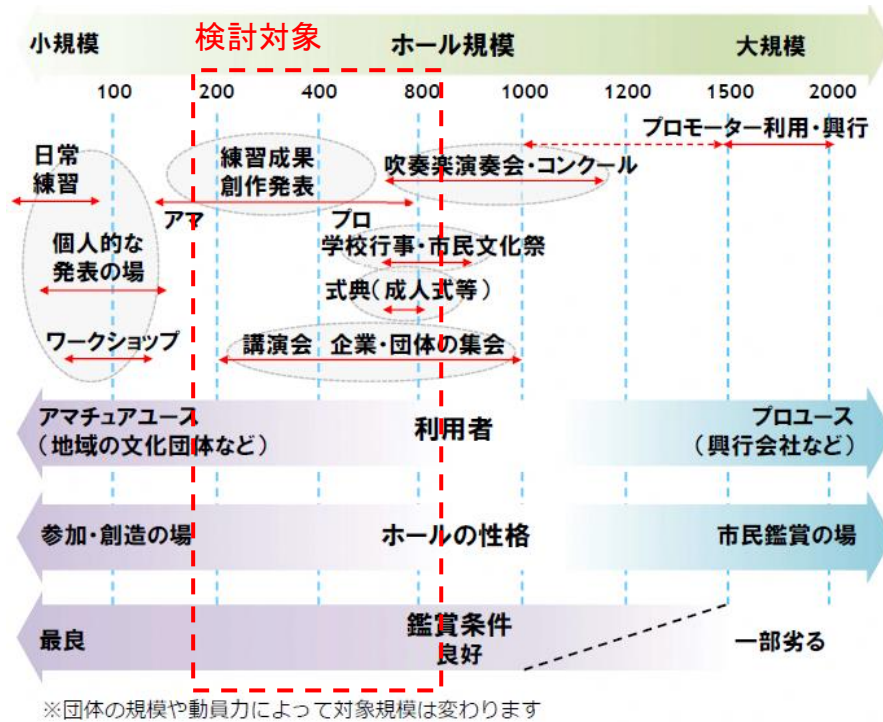 検討対象
小規模
ホール規模
大規模
100
200
400
800
1000
1200
1500
2000
プロモーター利用・興行
日常
練習
練習成果
創作発表
吹奏楽演奏会・コンクール
アマ
プロ
個人的な
発表の場
学校行事・市民文化祭
式典(成人式等)
ワークショップ
講演会 企業・団体の集会
アマチュアユース
(地域の文化団体など)
利用者
プロユース
(興行会社など)
参加・創造の場
ホールの性格
市民鑑賞の場
最良
鑑賞条件
良好
一部劣る
※団体の規模や動員力によって対象規模は変わります